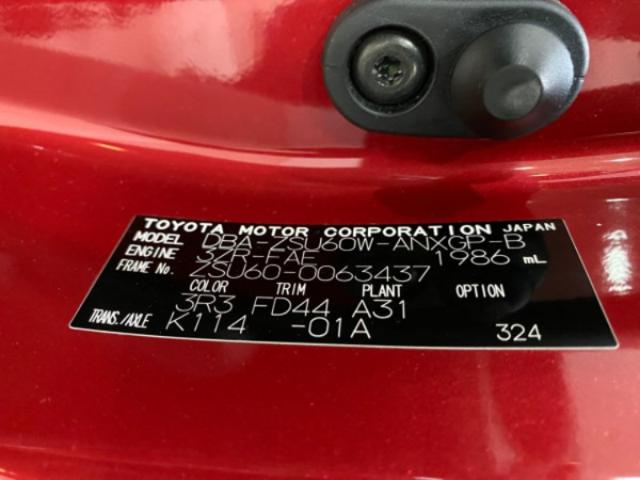 TOYOTA MOTOR CORPORATION JAPAN
MODEL DBA-ZSU60W-ANXGP-B
ENGINE 3ZR-FAE 1986 mL
FRAME No. ZSU60-0063437
COLOR TRIM PLANT OPTION
3R3 FD44 A31
TRANS./AXLE K114 -01A 324